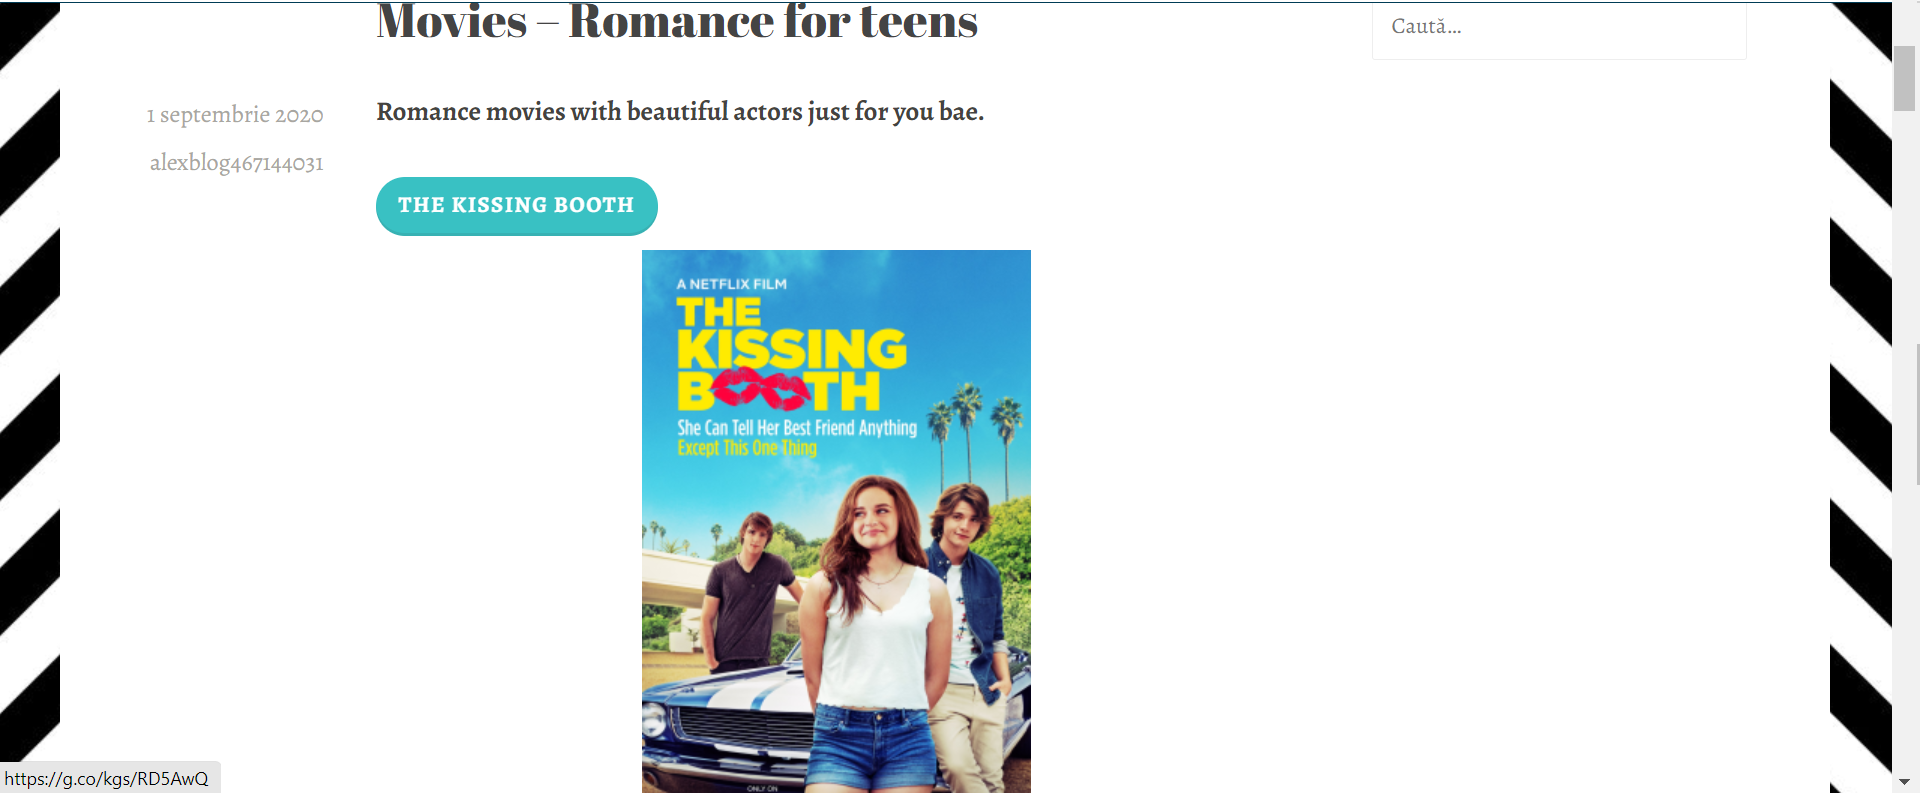 Movies – Romance for teens
Caută…
1 septembrie 2020
alexblog467144031
Romance movies with beautiful actors just for you bae.
THE KISSING BOOTH
A NETFLIX FILM
THE
KISSING
BOOTH
She Can Tell Her Best Friend Anything
Except This One Thing
ONLY ON
https://g.co/kgs/RD5AwQ